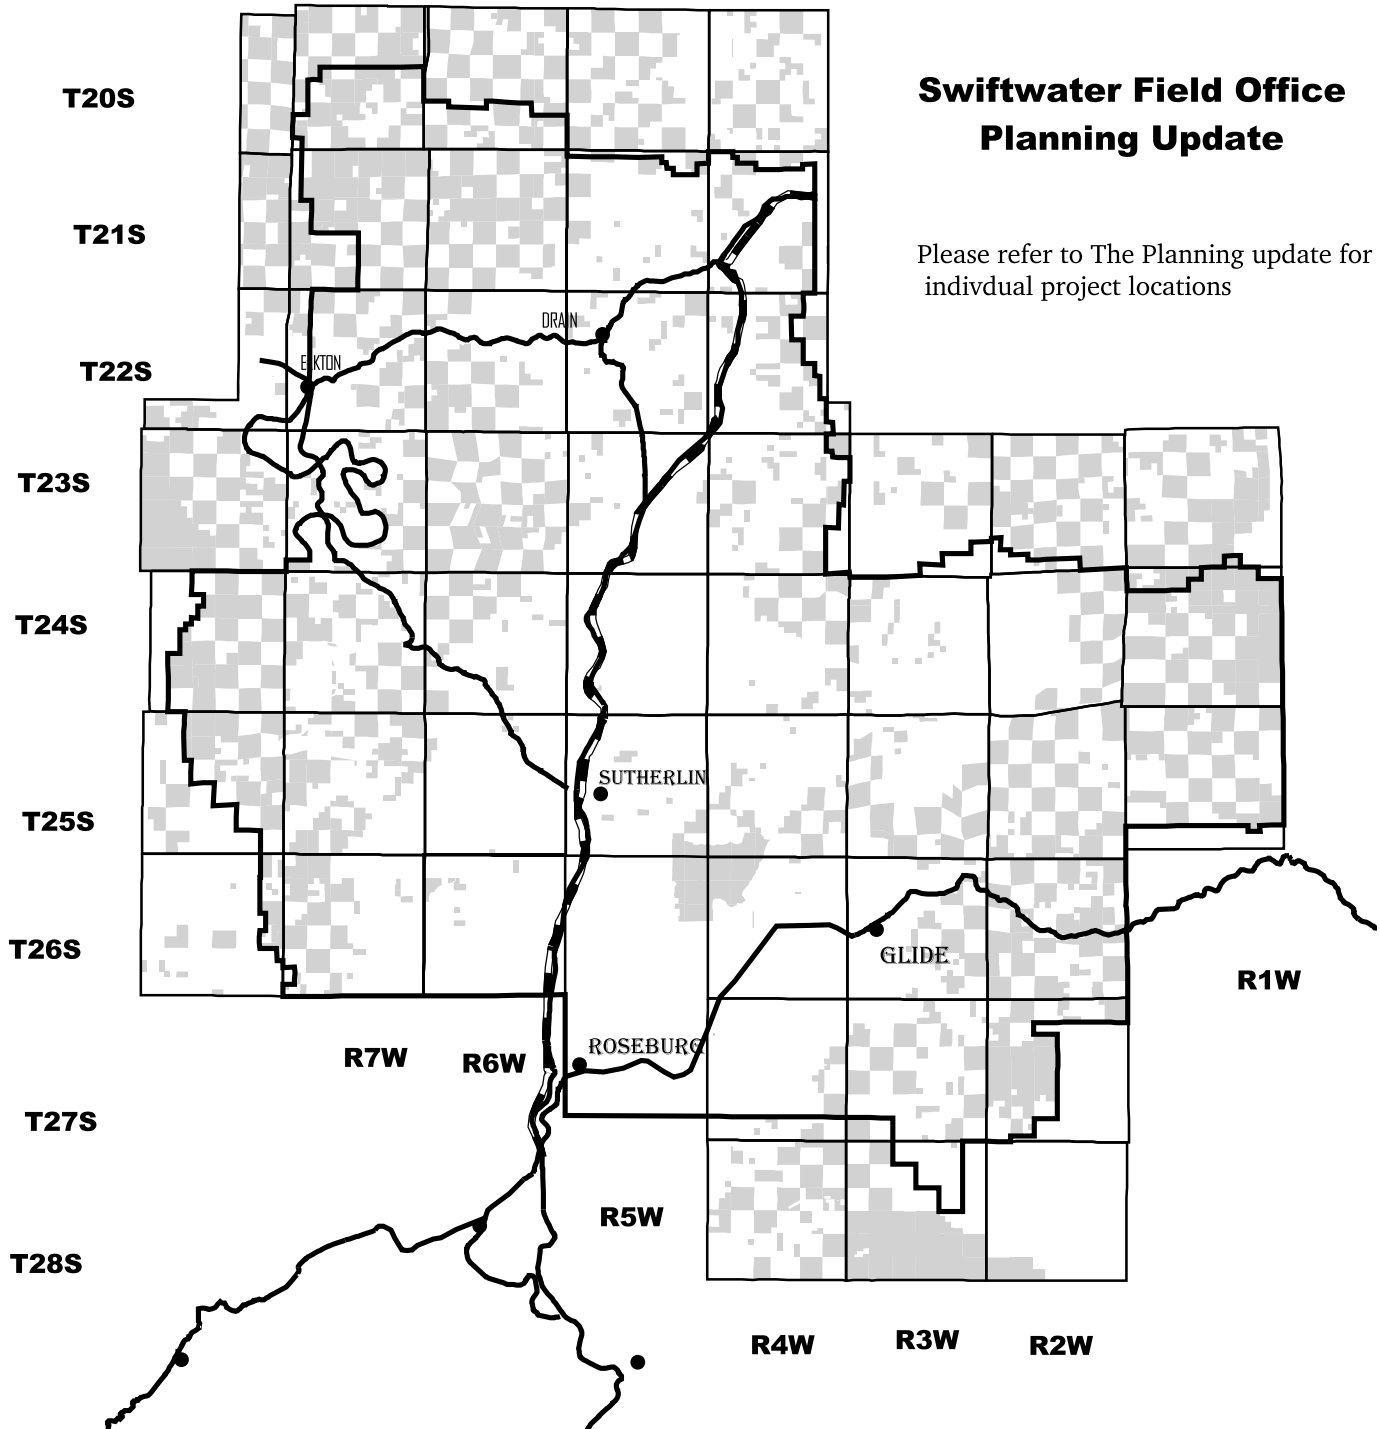 Swiftwater Field Office
Planning Update
T20S
T21S
Please refer to The Planning update for
indivdual project locations
DRAIN
ELKTON
T22S
T23S
T24S
SUTHERLIN
T25S
T26S
GLIDE
R1W
R7W
R6W
ROSEBURG
T27S
R5W
T28S
R4W
R3W
R2W